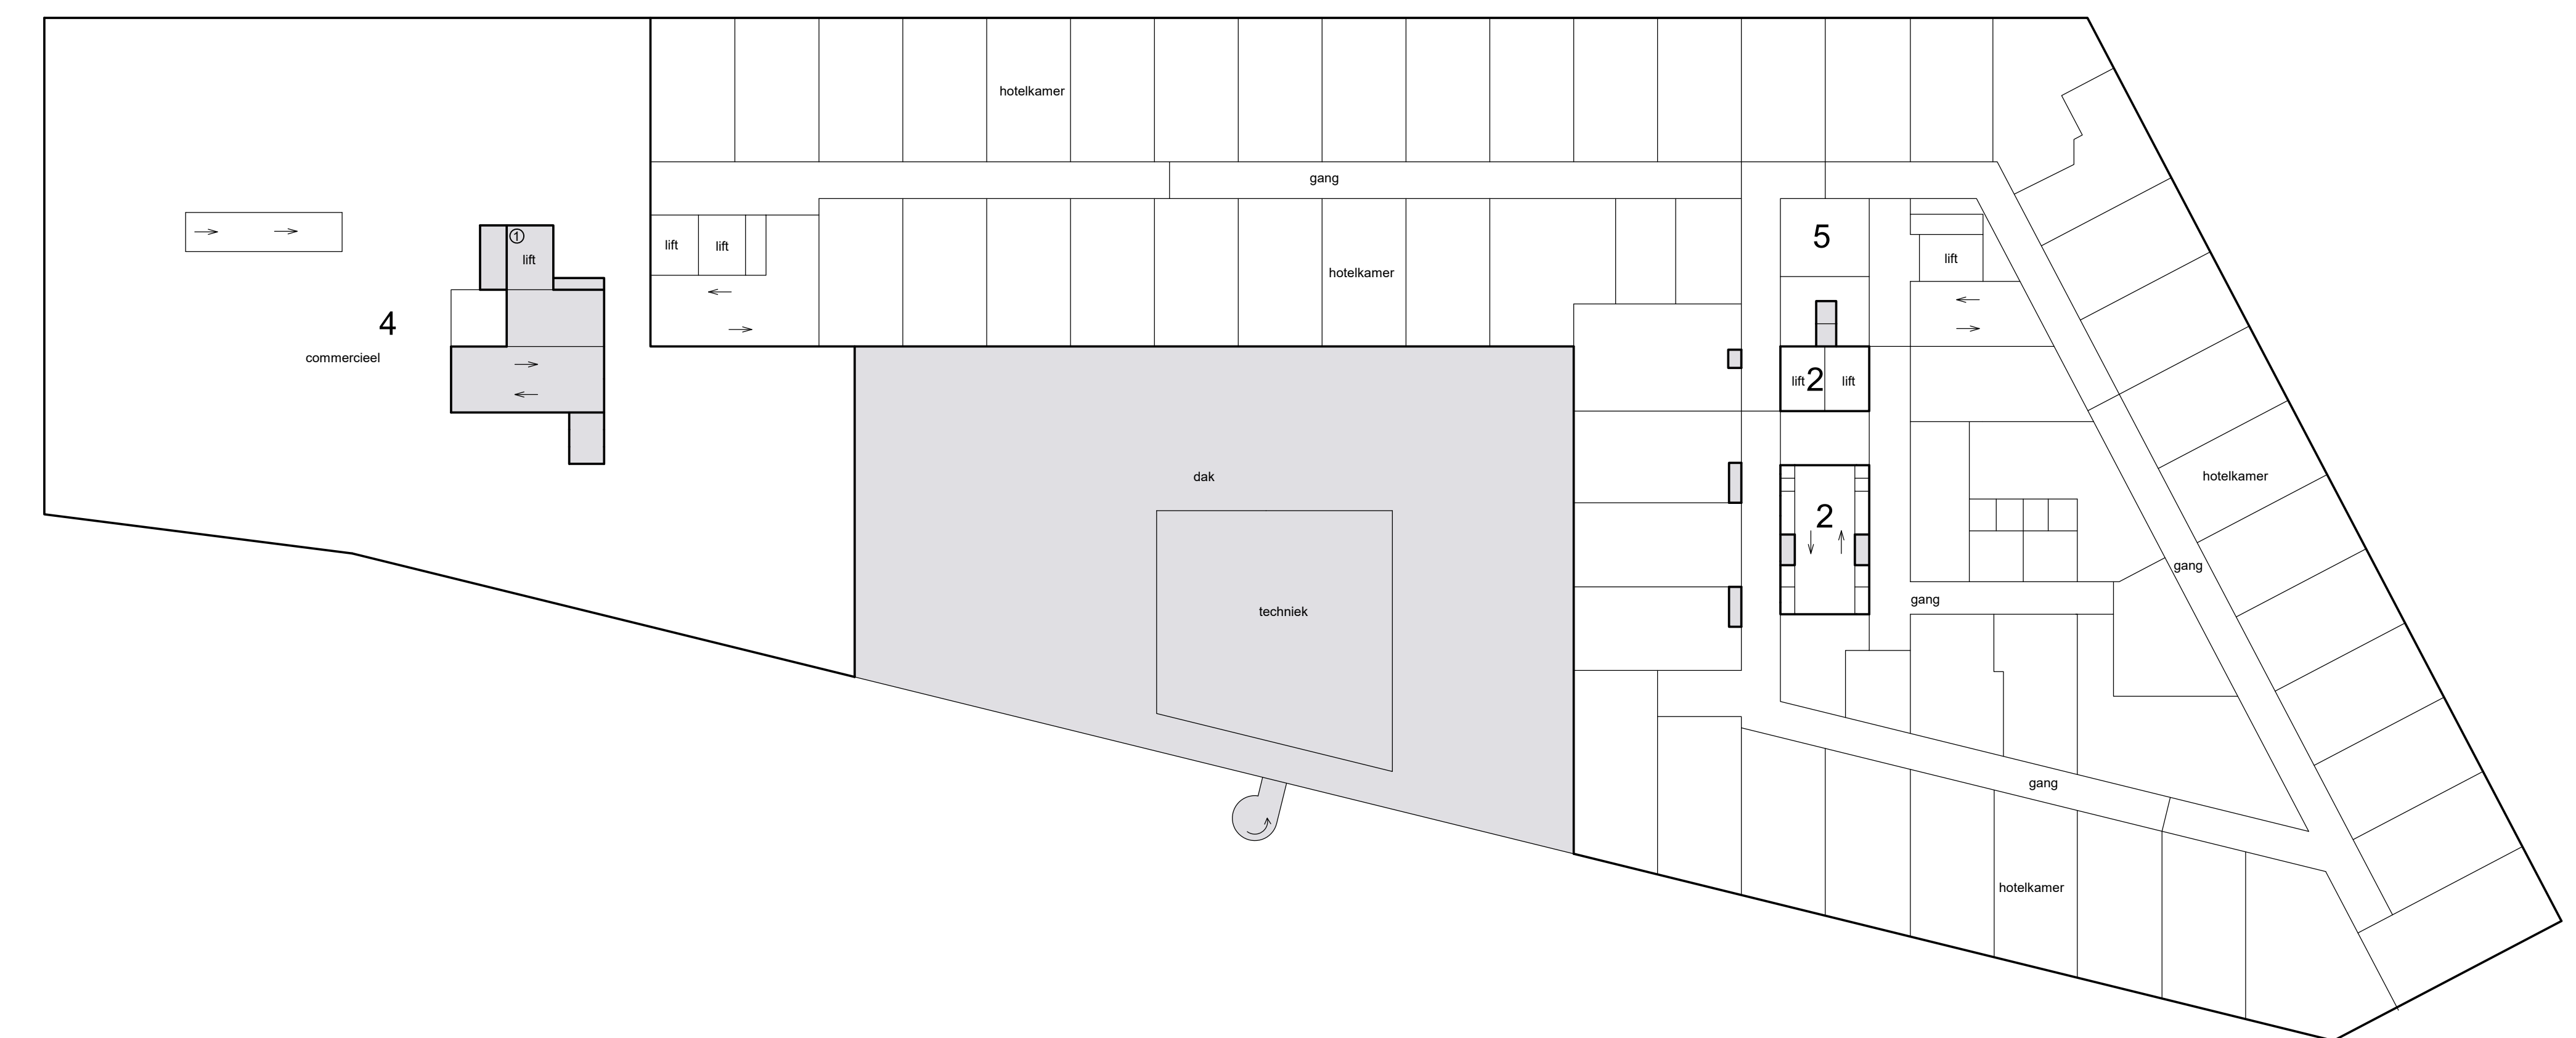 hotelkamer
gang
1
lift
lift
lift
hotelkamer
5
lift
4
commercieel
lift
2
lift
dak
hotelkamer
2
gang
gang
techniek
gang
hotelkamer